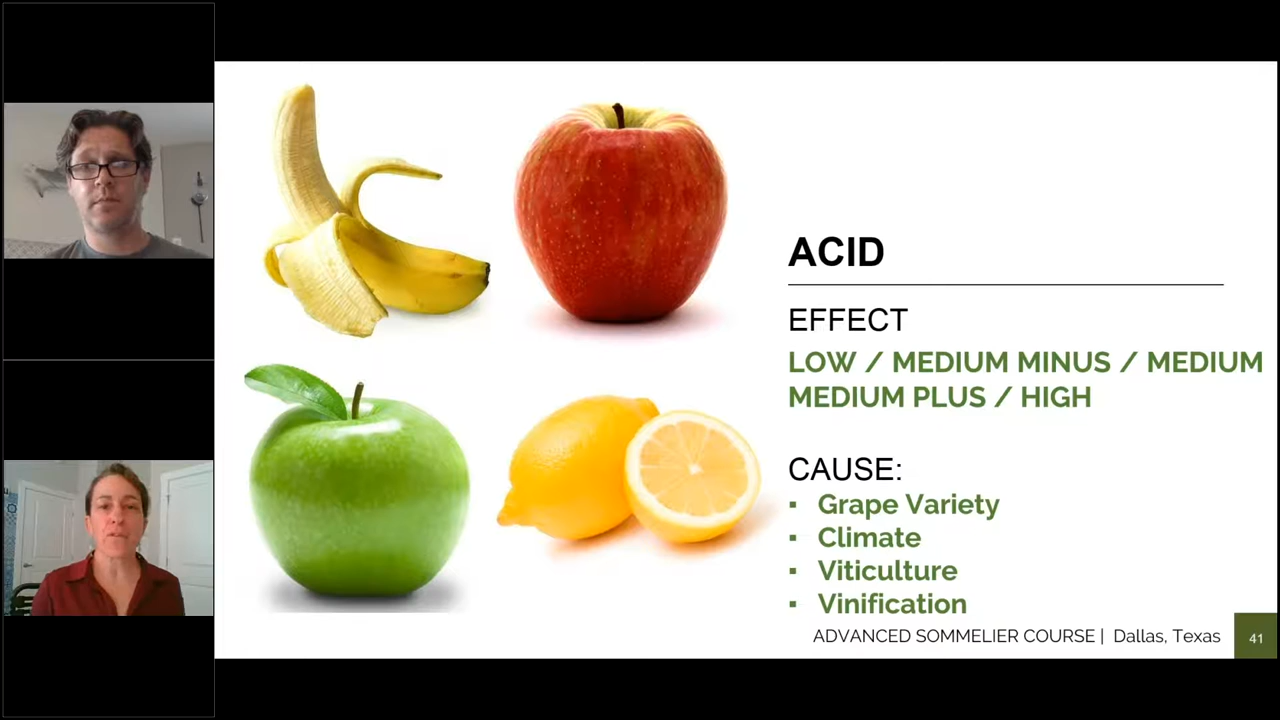 ACID
EFFECT
LOW / MEDIUM MINUS / MEDIUM
MEDIUM PLUS / HIGH
CAUSE:
▪ Grape Variety
▪ Climate
▪ Viticulture
▪ Vinification
ADVANCED SOMMELIER COURSE | Dallas, Texas
41